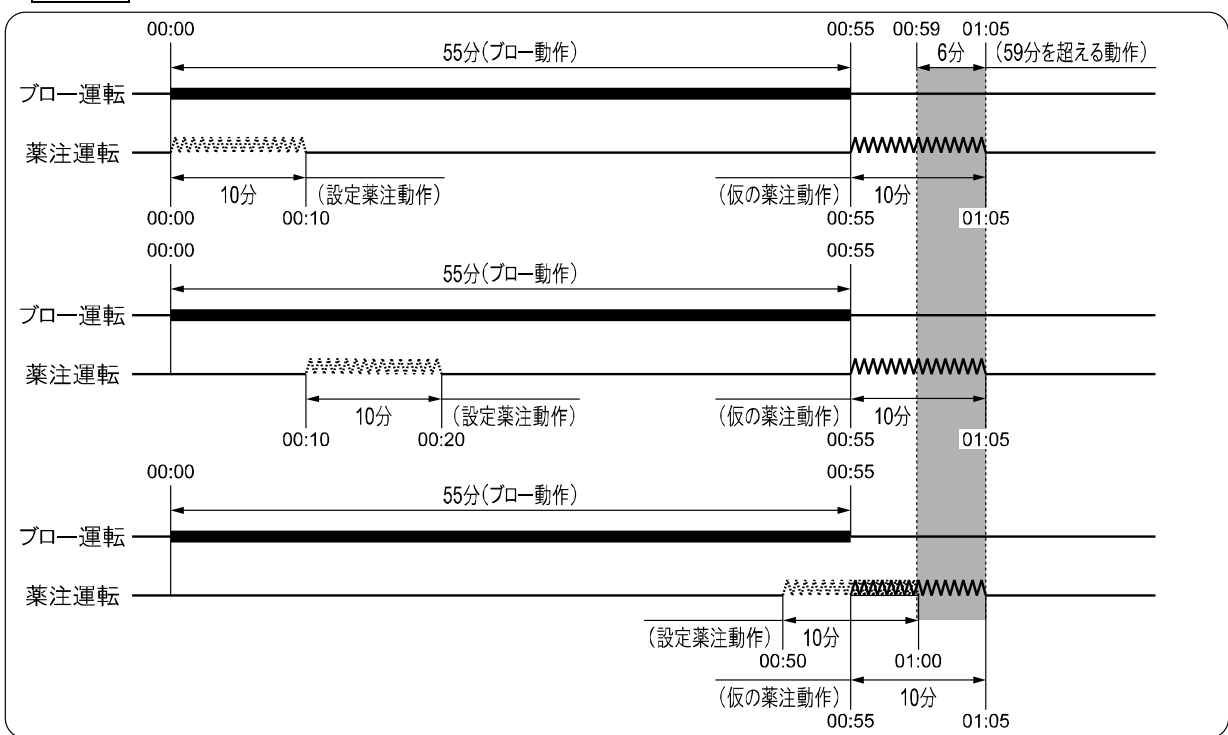 00:00 00:55 00:59 01:05
55分(ブロー動作) 6分 (59分を超える動作)
ブロー運転
薬注運転
10分 (設定薬注動作) (仮の薬注動作) 10分
00:00 00:10 00:55 01:05
00:00 00:55
55分(ブロー動作)
ブロー運転
薬注運転
10分 (設定薬注動作) (仮の薬注動作) 10分
00:10 00:20 00:55 01:05
00:00 00:55
55分(ブロー動作)
ブロー運転
薬注運転
(設定薬注動作) 10分
00:50 01:00
(仮の薬注動作) 10分
00:55 01:05